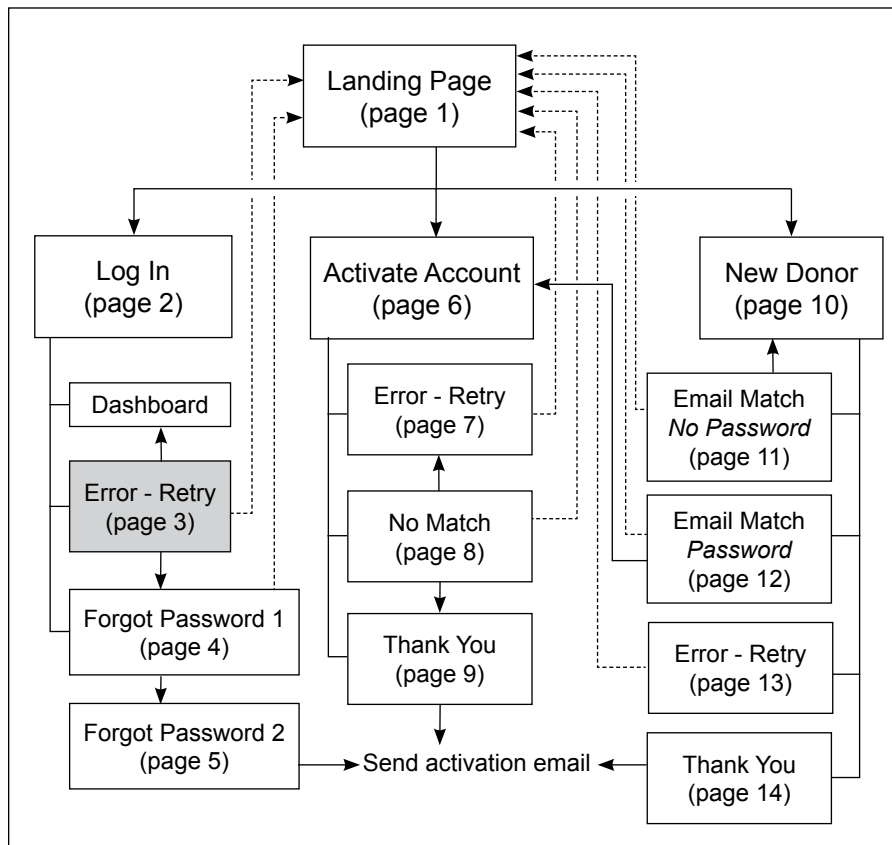 Landing Page
(page 1)
Log In
(page 2)
Activate Account
(page 6)
New Donor
(page 10)
Dashboard
Error - Retry
(page 3)
Forgot Password 1
(page 4)
Forgot Password 2
(page 5)
Error - Retry
(page 7)
No Match
(page 8)
Thank You
(page 9)
Send activation email
Email Match
No Password
(page 11)
Email Match
Password
(page 12)
Error - Retry
(page 13)
Thank You
(page 14)